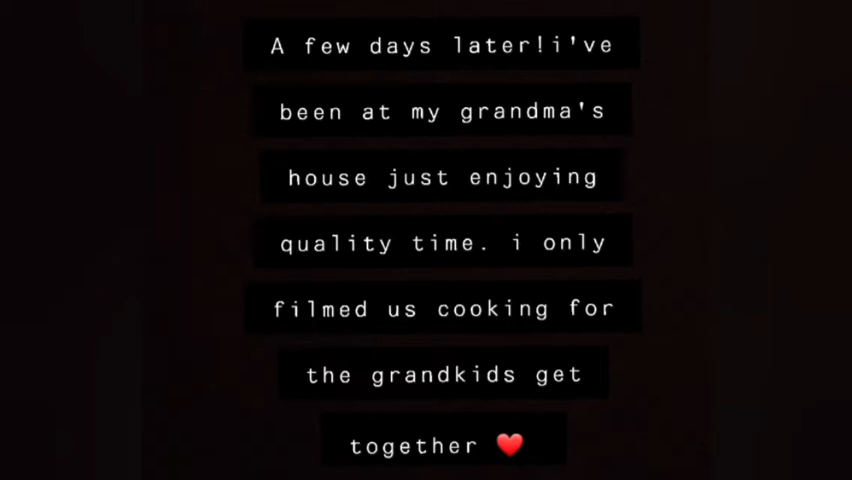 A few days later!i've
been at my grandma's
house just enjoying
quality time. i only
filmed us cooking for
the grandkids get
together ❤️